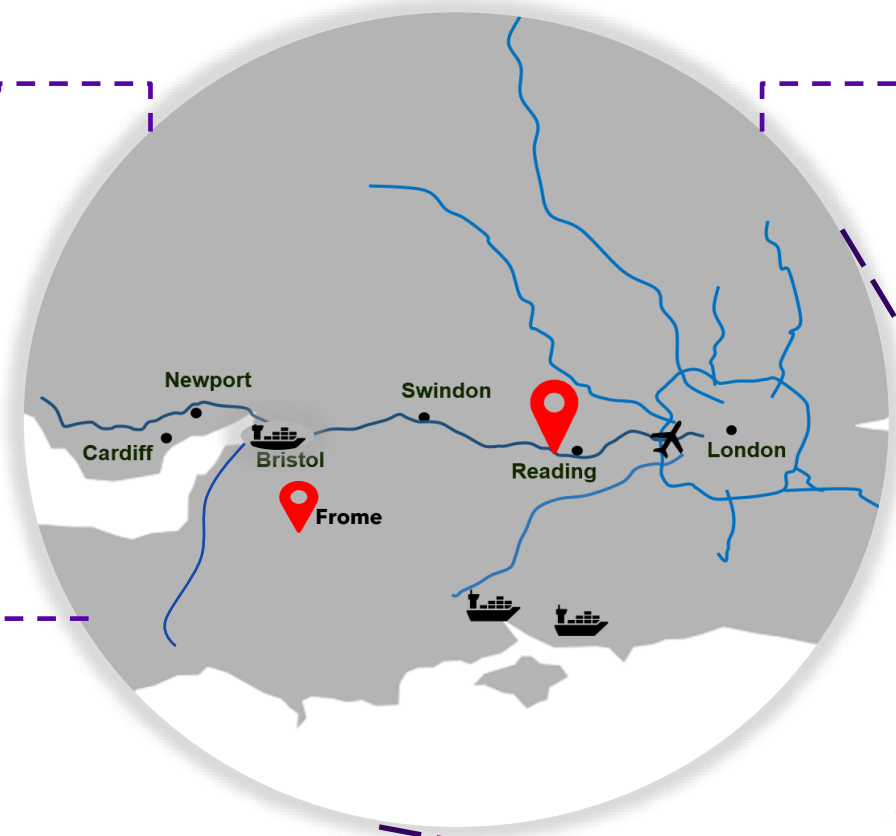 Newport
Swindon
Cardiff
Bristol
Reading
London
Frome